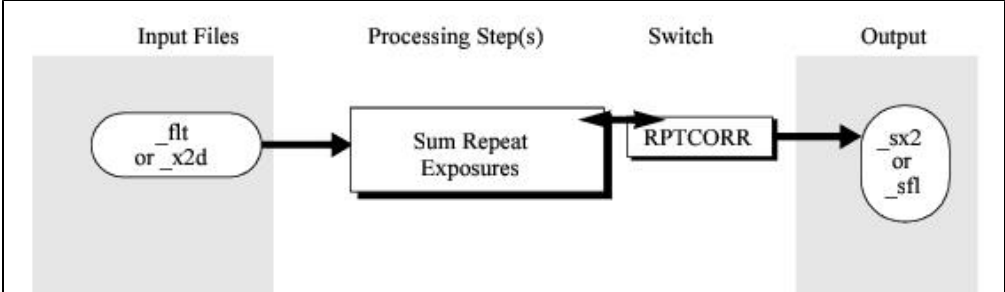 Input Files Processing Step(s) Switch Output
_flt
or _x2d
Sum Repeat
Exposures
RPTCORR
_sx2
or
_sfl